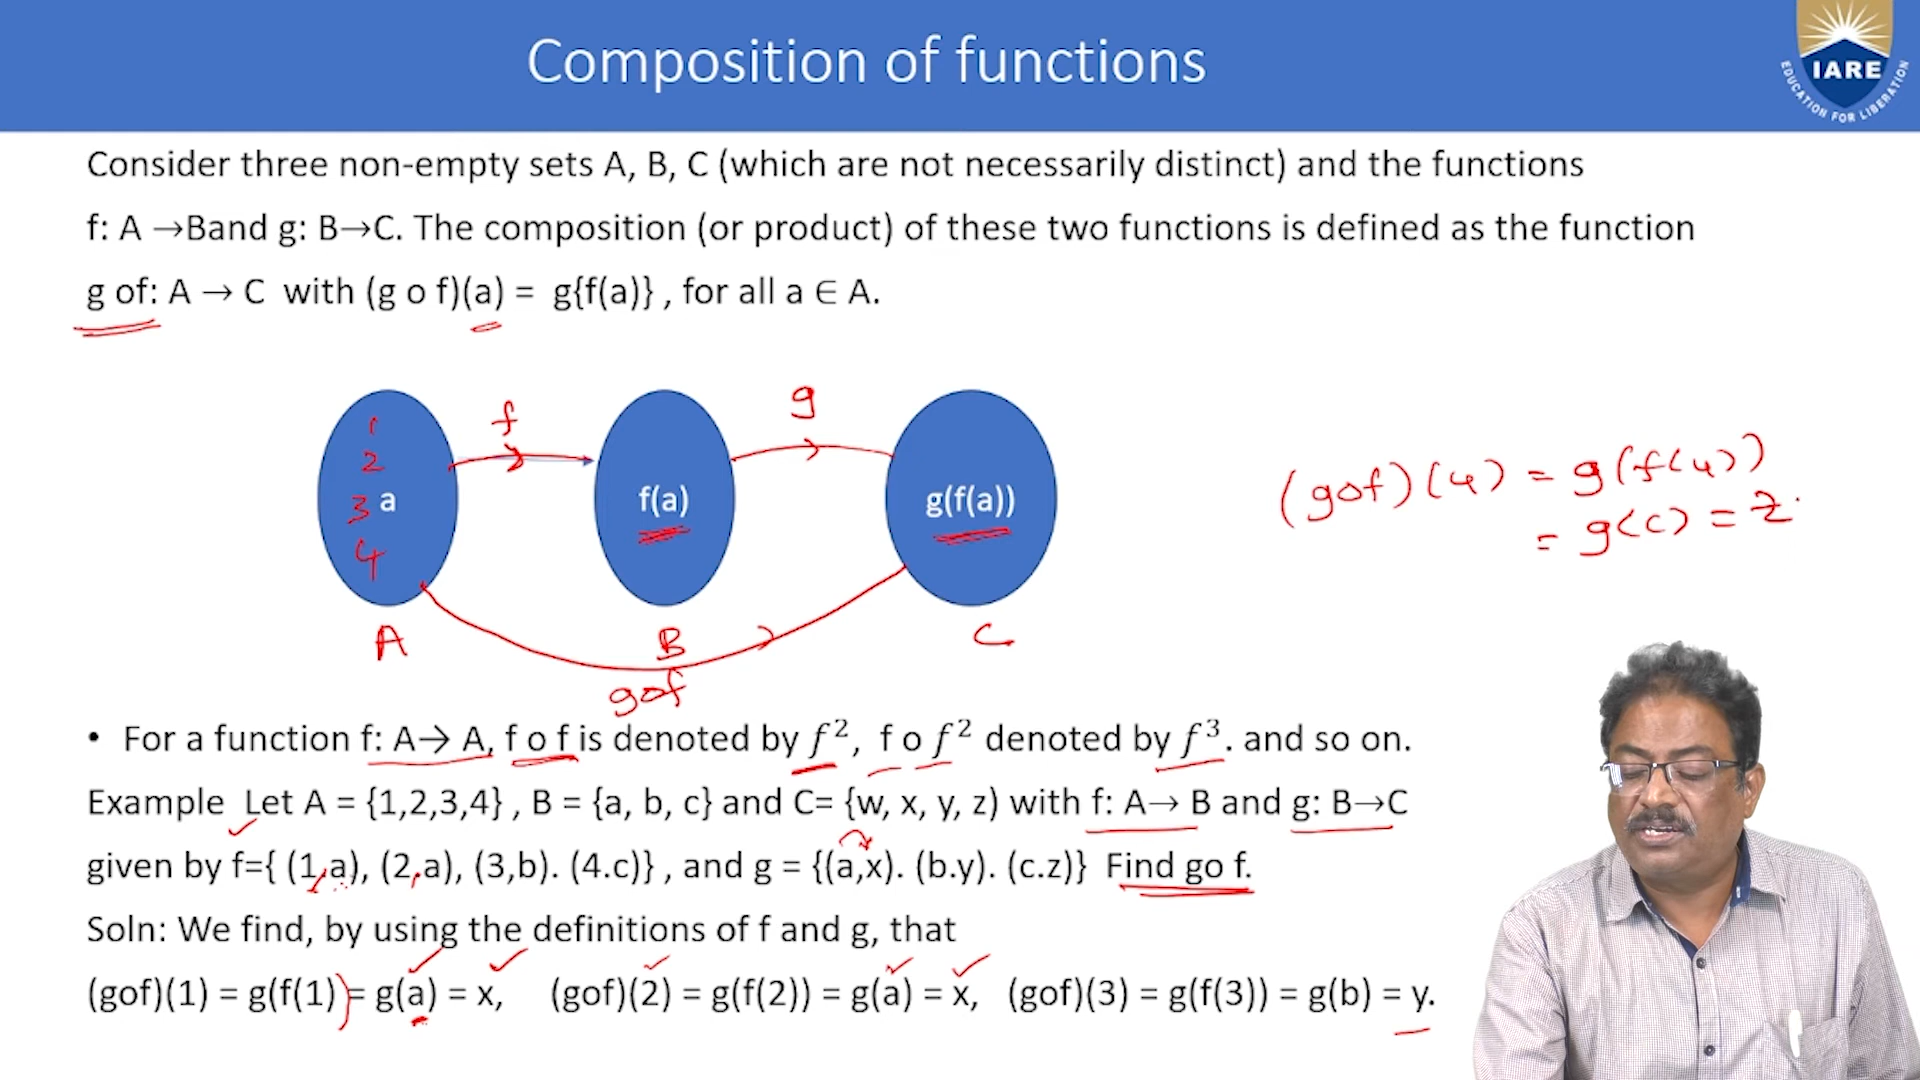 Composition of functions
IARE
EDUCATION FOR LIBERATION
Consider three non-empty sets A, B, C (which are not necessarily distinct) and the functions
f: A →Band g: B→C. The composition (or product) of these two functions is defined as the function
g of: A → C with (g o f)(a) = g{f(a)} , for all a ∈ A.
f
g
1
2
3 a
4
f(a)
g(f(a))
(gof)(4) = g(f(4))
= g(c) = z.
A
B
C
gof
• For a function f: A→ A, f o f is denoted by f², f o f² denoted by f³. and so on.
Example Let A = {1,2,3,4} , B = {a, b, c} and C= {w, x, y, z) with f: A→ B and g: B→C
given by f={ (1,a), (2,a), (3,b). (4.c)} , and g = {(a,x). (b.y). (c.z)} Find go f.
Soln: We find, by using the definitions of f and g, that
(gof)(1) = g(f(1) ) = g(a) = x, (gof)(2) = g(f(2)) = g(a) = x, (gof)(3) = g(f(3)) = g(b) = y.